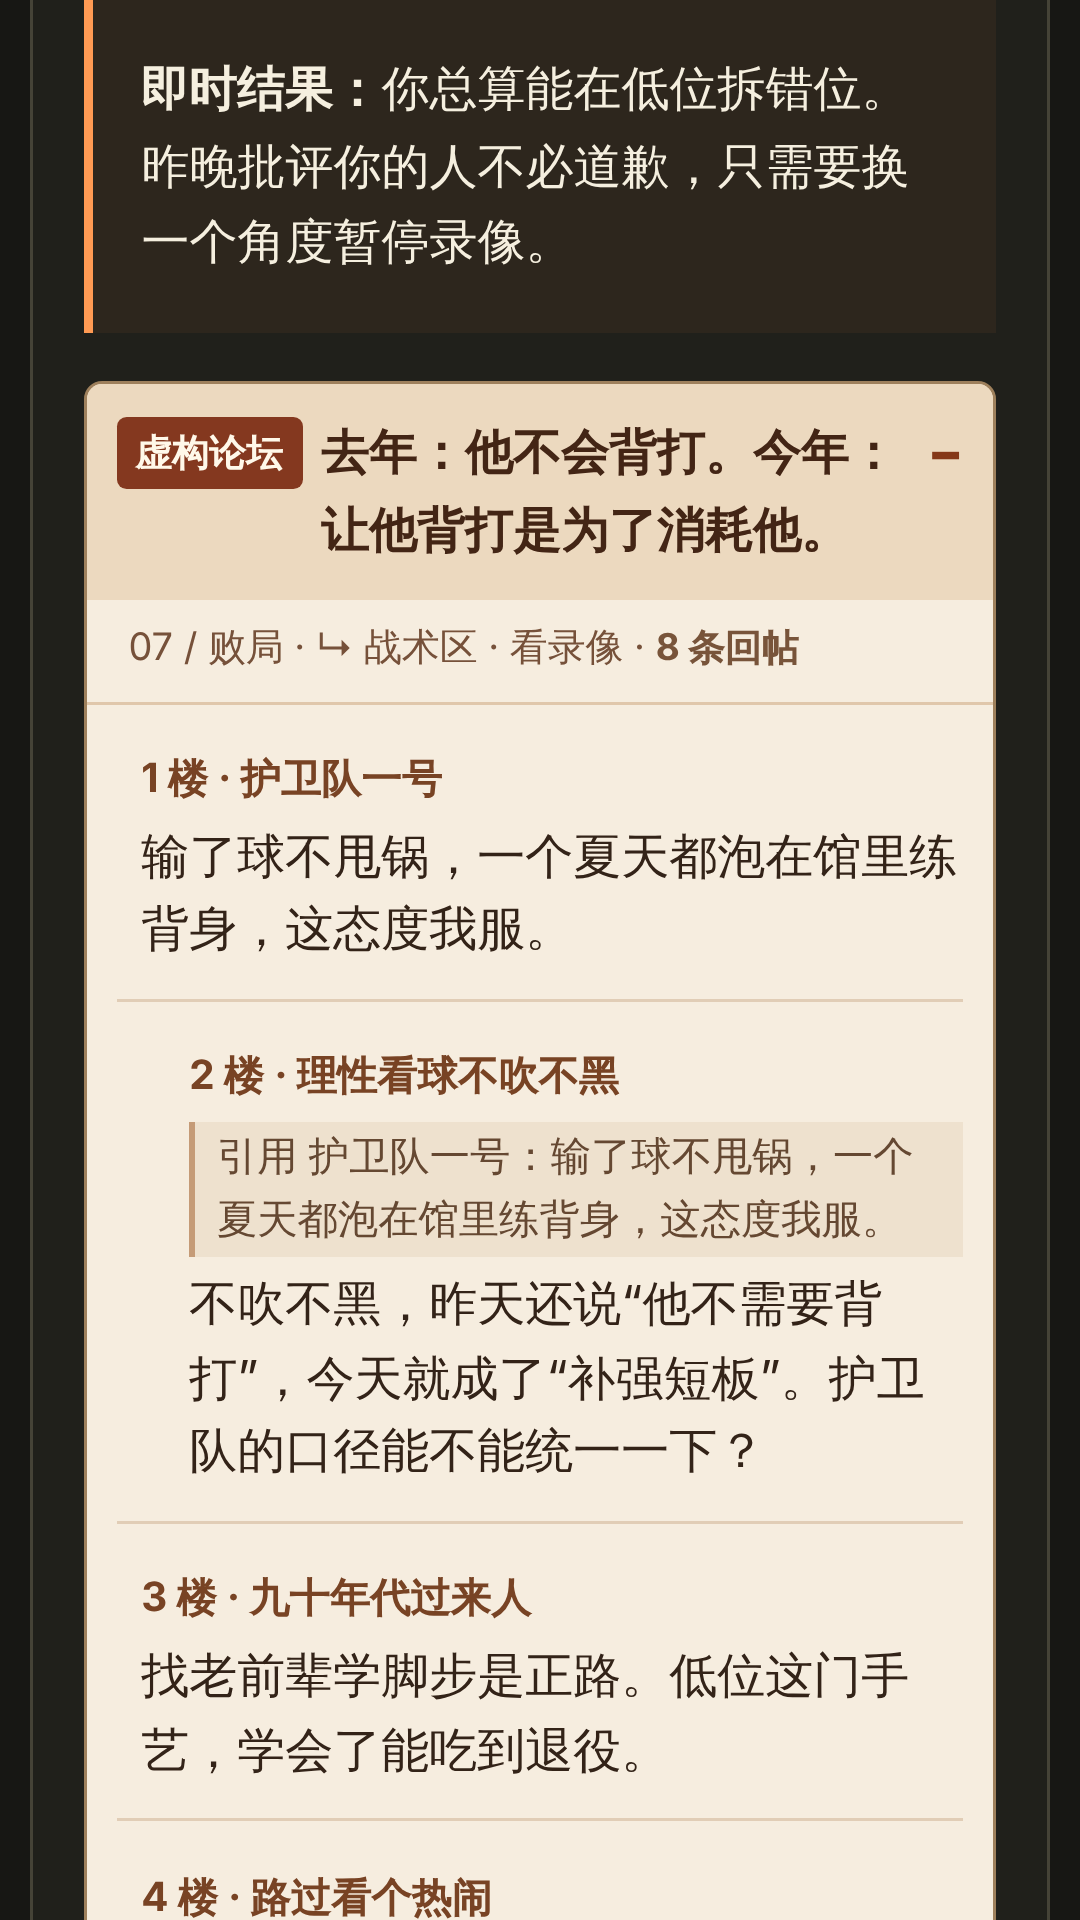 即时结果：你总算能在低位拆错位。
昨晚批评你的人不必道歉，只需要换
一个角度暂停录像。
虚构论坛 去年：他不会背打。今年： −
让他背打是为了消耗他。
07 / 败局 · ↳ 战术区 · 看录像 · 8 条回帖
1 楼 · 护卫队一号
输了球不甩锅，一个夏天都泡在馆里练
背身，这态度我服。
2 楼 · 理性看球不吹不黑
引用 护卫队一号：输了球不甩锅，一个
夏天都泡在馆里练背身，这态度我服。
不吹不黑，昨天还说“他不需要背
打”，今天就成了“补强短板”。护卫
队的口径能不能统一一下？
3 楼 · 九十年代过来人
找老前辈学脚步是正路。低位这门手
艺，学会了能吃到退役。
4 楼 · 路过看个热闹